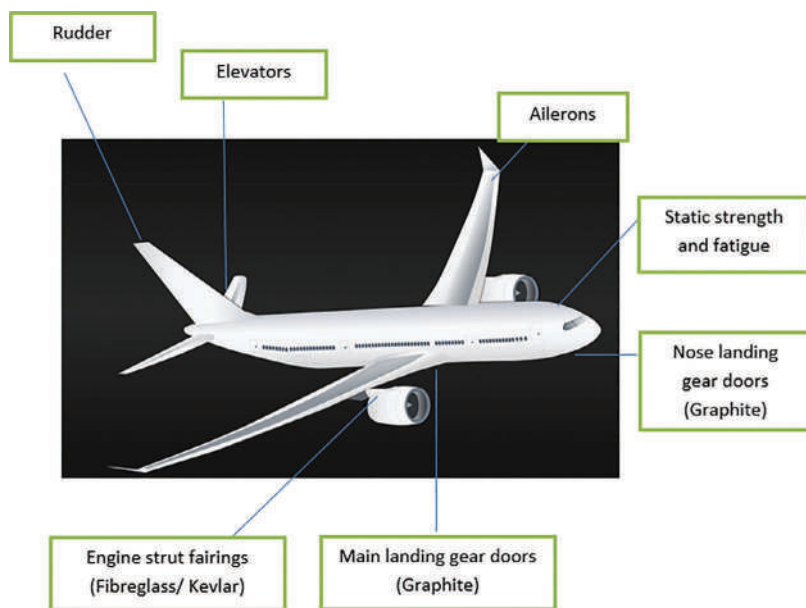 Rudder
Elevators
Ailerons
Static strength
and fatigue
Nose landing
gear doors
(Graphite)
Engine strut fairings
(Fibreglass/ Kevlar)
Main landing gear doors
(Graphite)